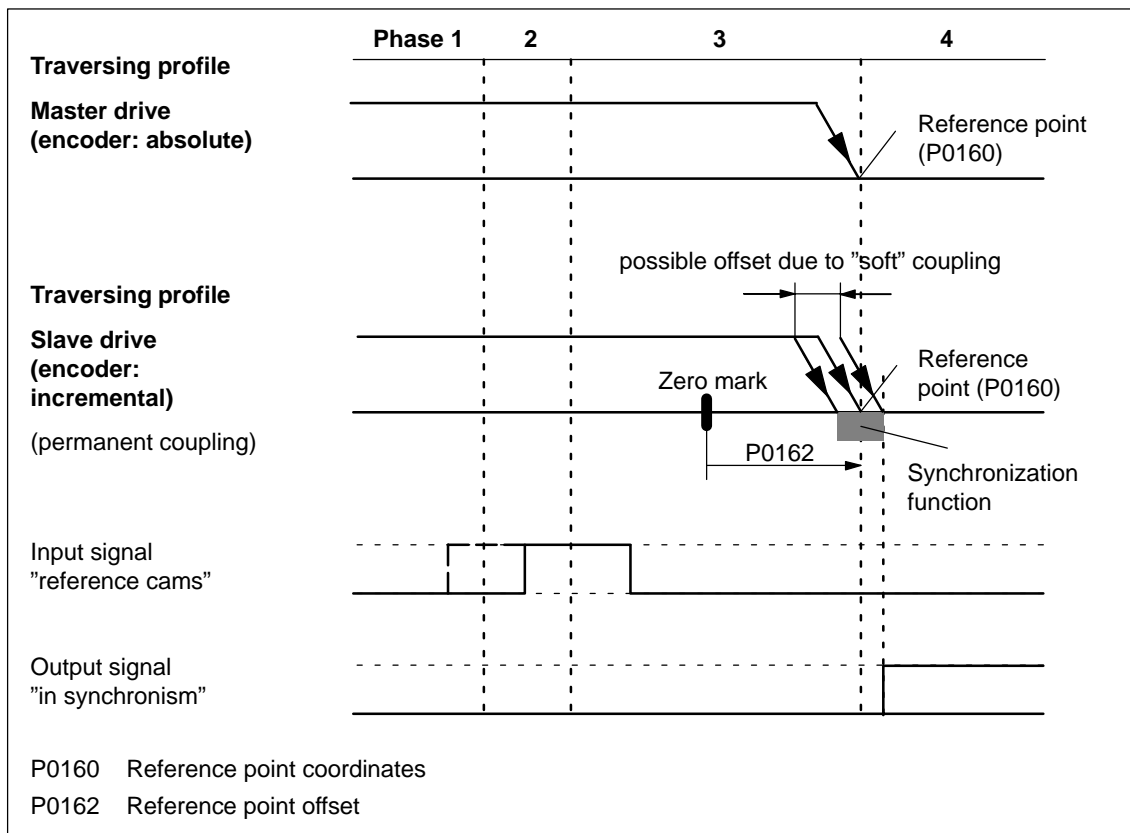 Phase 1 2 3 4
Traversing profile
Master drive
(encoder: absolute)
Reference point
(P0160)
possible offset due to ”soft” coupling
Traversing profile
Slave drive
(encoder:
incremental)
(permanent coupling)
Zero mark
Reference
point (P0160)
P0162
Synchronization
function
Input signal
”reference cams”
Output signal
”in synchronism”
P0160 Reference point coordinates
P0162 Reference point offset